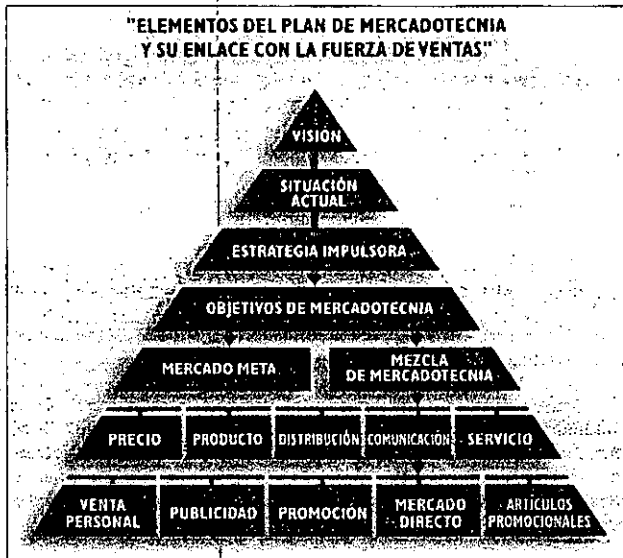 "ELEMENTOS DEL PLAN DE MERCADOTECNIA
Y SU ENLACE CON LA FUERZA DE VENTAS"
VISIÓN
SITUACIÓN
ACTUAL
ESTRATEGIA IMPULSORA
OBJETIVOS DE MERCADOTECNIA
MERCADO META
MEZCLA
DE MERCADOTECNIA
PRECIO
PRODUCTO
DISTRIBUCIÓN
COMUNICACIÓN
SERVICIO
VENTA
PERSONAL
PUBLICIDAD
PROMOCIÓN
MERCADO
DIRECTO
ARTÍCULOS
PROMOCIONALES